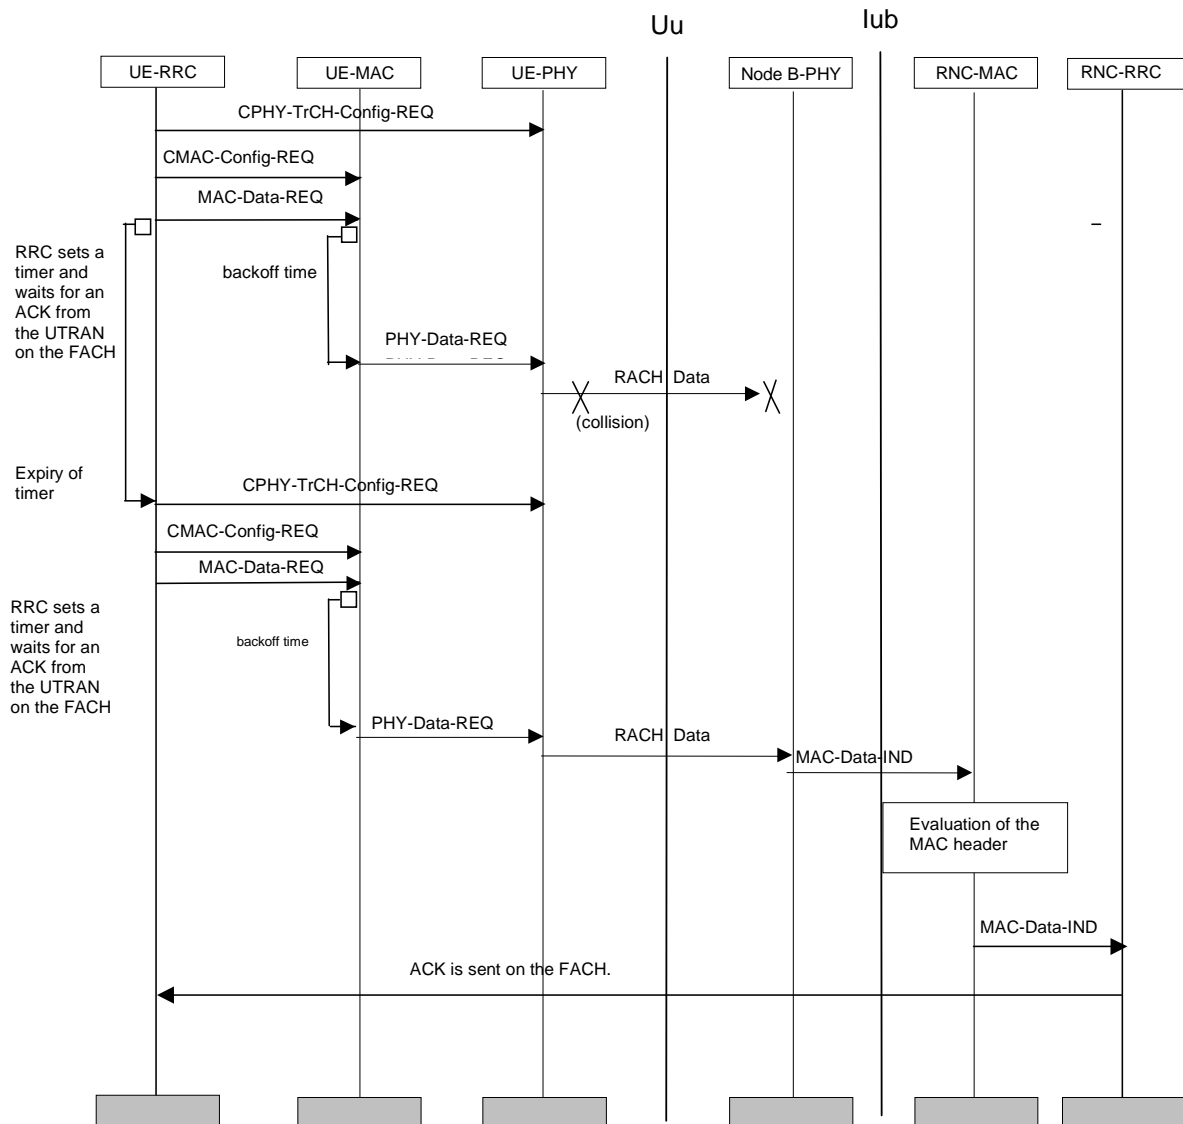 Uu
Iub
UE-RRC
UE-MAC
UE-PHY
Node B-PHY
RNC-MAC
RNC-RRC
CPHY-TrCH-Config-REQ
CMAC-Config-REQ
MAC-Data-REQ
RRC sets a
timer and
waits for an
ACK from
the UTRAN
on the FACH
backoff time
PHY-Data-REQ
RACH Data
(collision)
Expiry of
timer
CPHY-TrCH-Config-REQ
CMAC-Config-REQ
MAC-Data-REQ
RRC sets a
timer and
waits for an
ACK from
the UTRAN
on the FACH
backoff time
PHY-Data-REQ
RACH Data
MAC-Data-IND
Evaluation of the
MAC header
MAC-Data-IND
ACK is sent on the FACH.